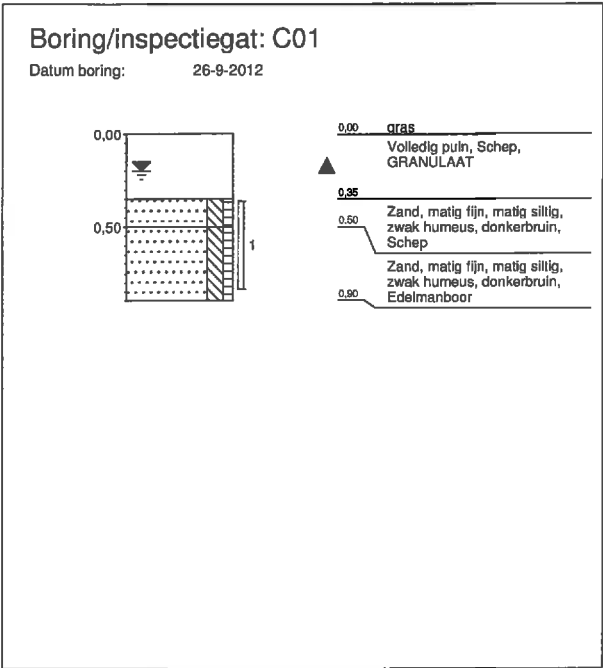 Boring/inspectiegat: C01
Datum boring: 26-9-2012
0,00
0,50
1
0,00 gras
Volledig puin, Schep,
GRANULAAT
0,35
Zand, matig fijn, matig siltig,
0.50
zwak humeus, donkerbruin,
Schep
Zand, matig fijn, matig siltig,
zwak humeus, donkerbruin,
0,90 Edelmanboor